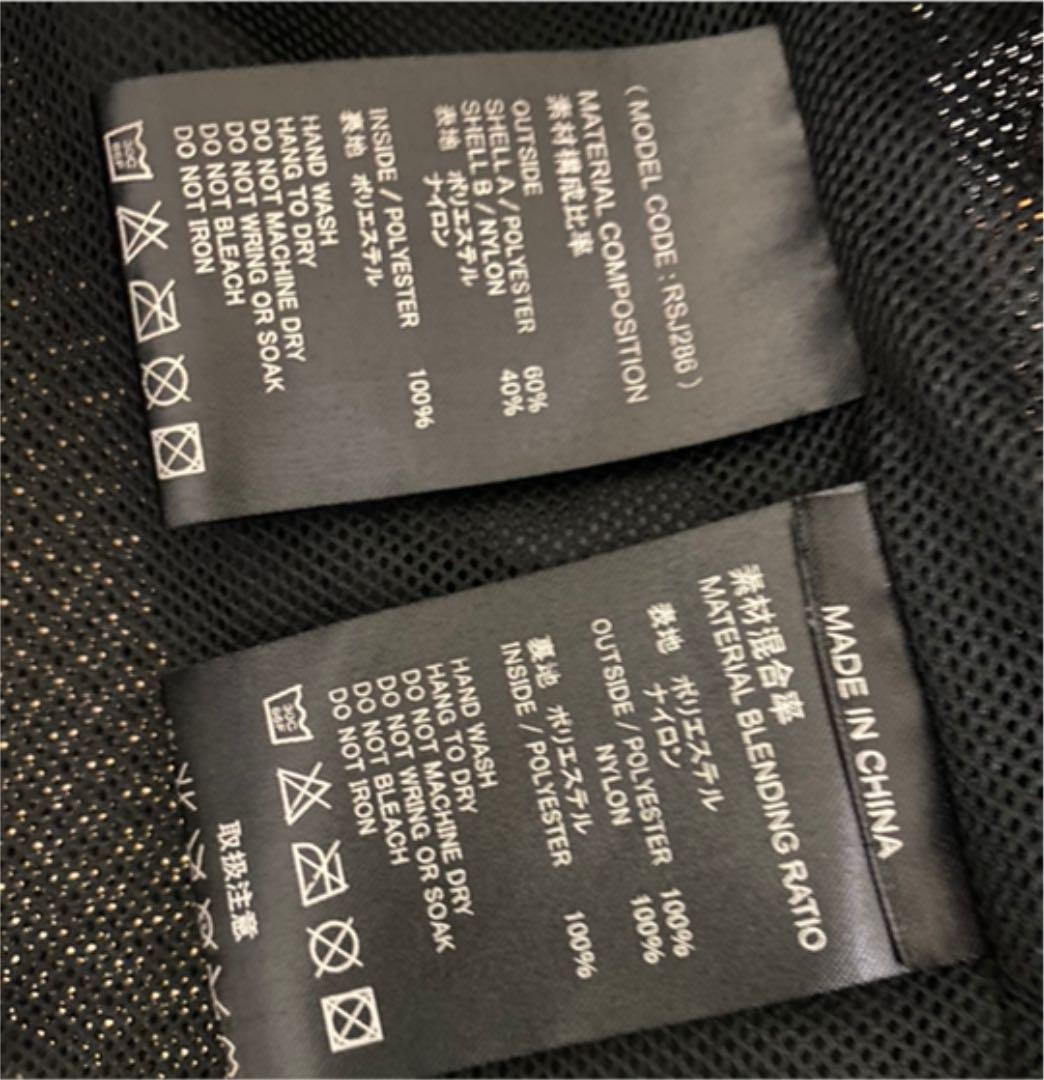 (MODEL CODE : RSJ286)
素材構成比率
MATERIAL COMPOSITION
OUTSIDE
SHELL A / POLYESTER 60%
SHELL B / NYLON 40%
表地 ポリエステル
ナイロン
INSIDE / POLYESTER 100%
裏地 ポリエステル
HAND WASH
HANG TO DRY
DO NOT MACHINE DRY
DO NOT WRING OR SOAK
DO NOT BLEACH
DO NOT IRON
MADE IN CHINA
素材混合率
MATERIAL BLENDING RATIO
表地 ポリエステル
ナイロン
OUTSIDE / POLYESTER 100%
NYLON 100%
裏地 ポリエステル
INSIDE / POLYESTER 100%
HAND WASH
HANG TO DRY
DO NOT MACHINE DRY
DO NOT WRING OR SOAK
DO NOT BLEACH
DO NOT IRON
取扱注意